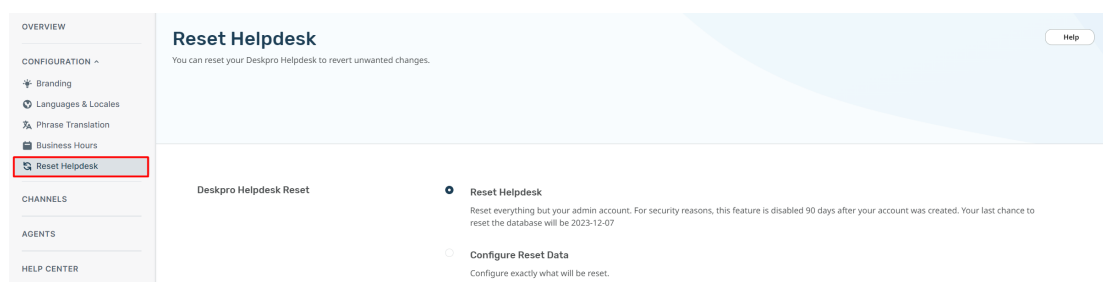 OVERVIEW
CONFIGURATION
Branding
Languages & Locales
Phrase Translation
Business Hours
Reset Helpdesk
CHANNELS
AGENTS
HELP CENTER
Reset Helpdesk
Help
You can reset your Deskpro Helpdesk to revert unwanted changes.
Deskpro Helpdesk Reset
Reset Helpdesk
Reset everything but your admin account. For security reasons, this feature is disabled 90 days after your account was created. Your last chance to
reset the database will be 2023-12-07
Configure Reset Data
Configure exactly what will be reset.